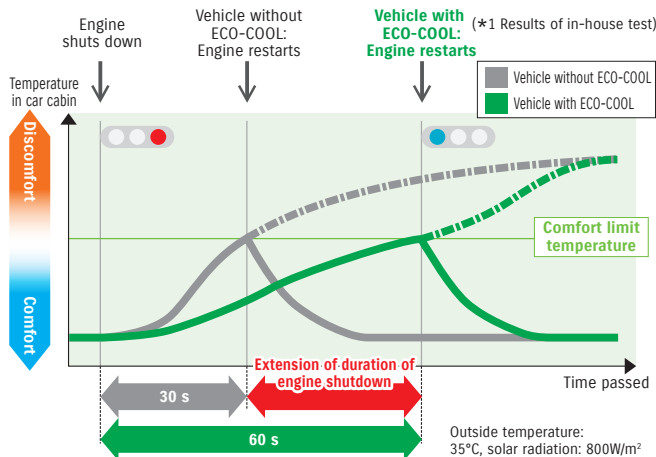 Engine
shuts down
Vehicle without
ECO-COOL:
Engine restarts
Vehicle with
ECO-COOL:
Engine restarts
(*1 Results of in-house test)
Vehicle without ECO-COOL
Vehicle with ECO-COOL
Temperature
in car cabin
Discomfort
Comfort
Comfort limit
temperature
Extension of duration of
engine shutdown
Time passed
30 s
60 s
Outside temperature:
35°C, solar radiation: 800W/m²